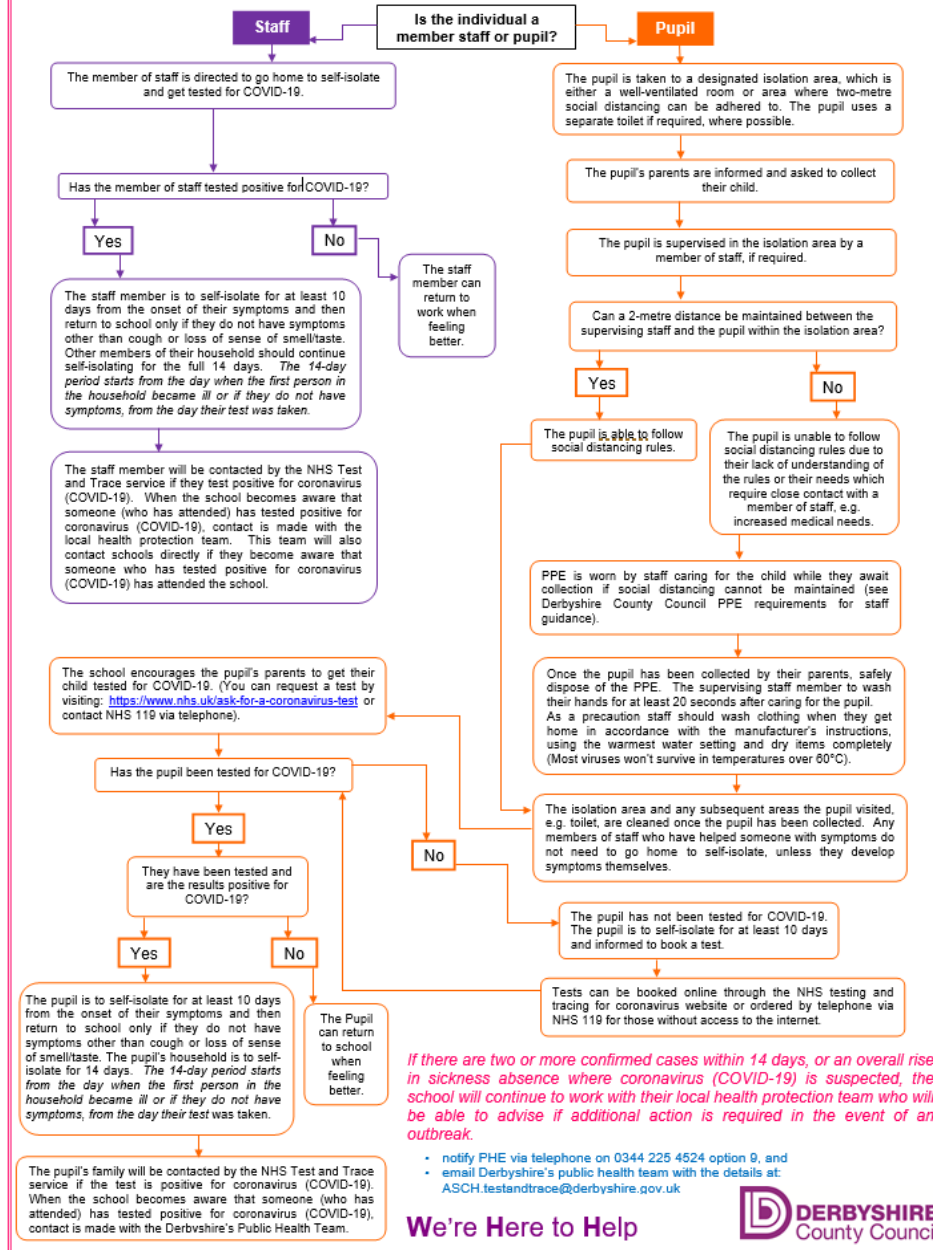 Is the individual a
member staff or pupil?
Staff
Pupil
The member of staff is directed to go home to self-isolate
and get tested for COVID-19.
Has the member of staff tested positive for COVID-19?
Yes
No
The staff
member can
return to
work when
feeling
better.
The staff member is to self-isolate for at least 10
days from the onset of their symptoms and then
return to school only if they do not have symptoms
other than cough or loss of sense of smell/taste.
Other members of their household should continue
self-isolating for the full 14 days. The 14-day
period starts from the day when the first person in
the household became ill or if they do not have
symptoms, from the day their test was taken.
The staff member will be contacted by the NHS Test
and Trace service if they test positive for coronavirus
(COVID-19). When the school becomes aware that
someone (who has attended) has tested positive for
coronavirus (COVID-19), contact is made with the
local health protection team. This team will also
contact schools directly if they become aware that
someone who has tested positive for coronavirus
(COVID-19) has attended the school.
The pupil is taken to a designated isolation area, which is
either a well-ventilated room or area where two-metre
social distancing can be adhered to. The pupil uses a
separate toilet if required, where possible.
The pupil's parents are informed and asked to collect
their child.
The pupil is supervised in the isolation area by a
member of staff, if required.
Can a 2-metre distance be maintained between the
supervising staff and the pupil within the isolation area?
Yes
No
The pupil is able to follow
social distancing rules.
The pupil is unable to follow
social distancing rules due to
their lack of understanding of
the rules or their needs which
require close contact with a
member of staff, e.g.
increased medical needs.
PPE is worn by staff caring for the child while they await
collection if social distancing cannot be maintained (see
Derbyshire County Council PPE requirements for staff
guidance).
Once the pupil has been collected by their parents, safely
dispose of the PPE. The supervising staff member to wash
their hands for at least 20 seconds after caring for the pupil.
As a precaution staff should wash clothing when they get
home in accordance with the manufacturer's instructions,
using the warmest water setting and dry items completely
(Most viruses won't survive in temperatures over 60°C).
The isolation area and any subsequent areas the pupil visited,
e.g. toilet, are cleaned once the pupil has been collected. Any
members of staff who have helped someone with symptoms do
not need to go home to self-isolate, unless they develop
symptoms themselves.
The school encourages the pupil's parents to get their
child tested for COVID-19. (You can request a test by
visiting: https://www.nhs.uk/ask-for-a-coronavirus-test or
contact NHS 119 via telephone).
Has the pupil been tested for COVID-19?
Yes
No
They have been tested and
are the results positive for
COVID-19?
Yes
No
The pupil has not been tested for COVID-19.
The pupil is to self-isolate for at least 10 days
and informed to book a test.
Tests can be booked online through the NHS testing and
tracing for coronavirus website or ordered by telephone via
NHS 119 for those without access to the internet.
The pupil is to self-isolate for at least 10 days
from the onset of their symptoms and then
return to school only if they do not have
symptoms other than cough or loss of sense
of smell/taste. The pupil's household is to self-
isolate for 14 days. The 14-day period starts
from the day when the first person in the
household became ill or if they do not have
symptoms, from the day their test was taken.
The Pupil
can return
to school
when
feeling
better.
The pupil's family will be contacted by the NHS Test and Trace
service if the test is positive for coronavirus (COVID-19).
When the school becomes aware that someone (who has
attended) has tested positive for coronavirus (COVID-19),
contact is made with the Derbyshire's Public Health Team.
If there are two or more confirmed cases within 14 days, or an overall rise
in sickness absence where coronavirus (COVID-19) is suspected, the
school will continue to work with their local health protection team who will
be able to advise if additional action is required in the event of an
outbreak.
• notify PHE via telephone on 0344 225 4524 option 9, and
• email Derbyshire's public health team with the details at:
ASCH.testandtrace@derbyshire.gov.uk
We're Here to Help
DERBYSHIRE
County Counci